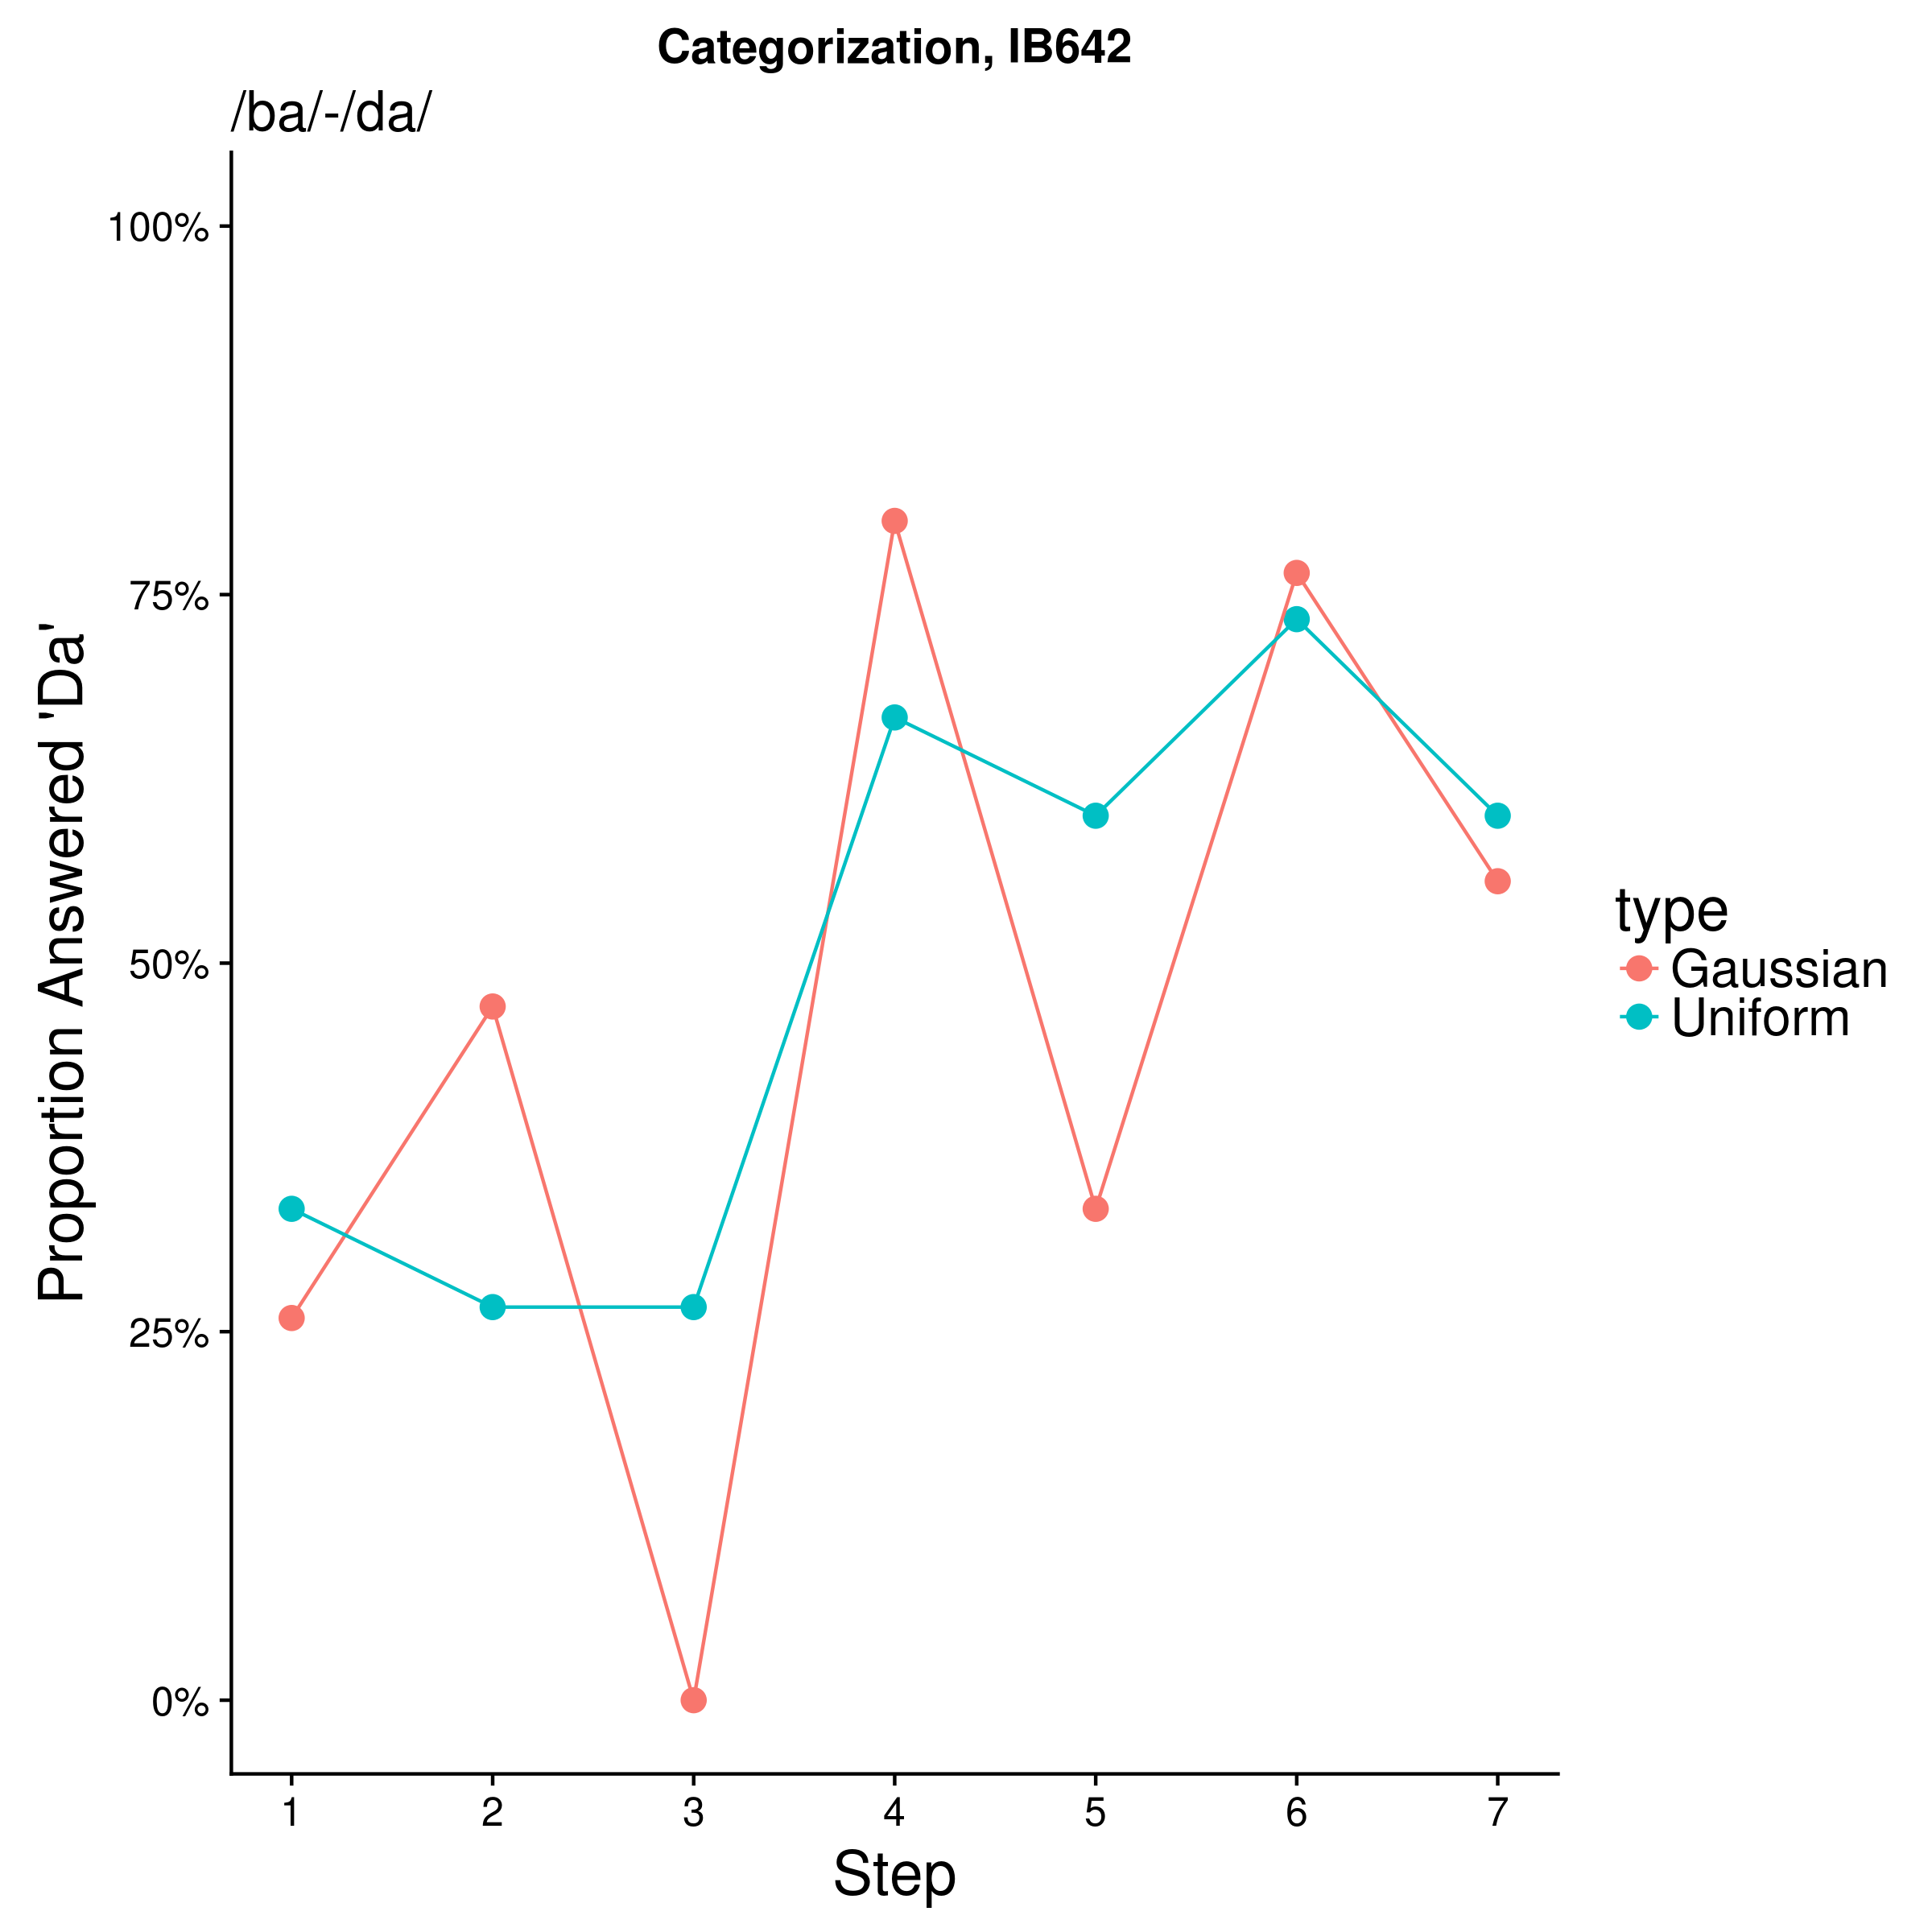 Categorization, IB642
/ba/-/da/
100%
75%
50%
25%
0%
Proportion Answered 'Da'
1 2 3 4 5 6 7
Step
type
Gaussian
Uniform